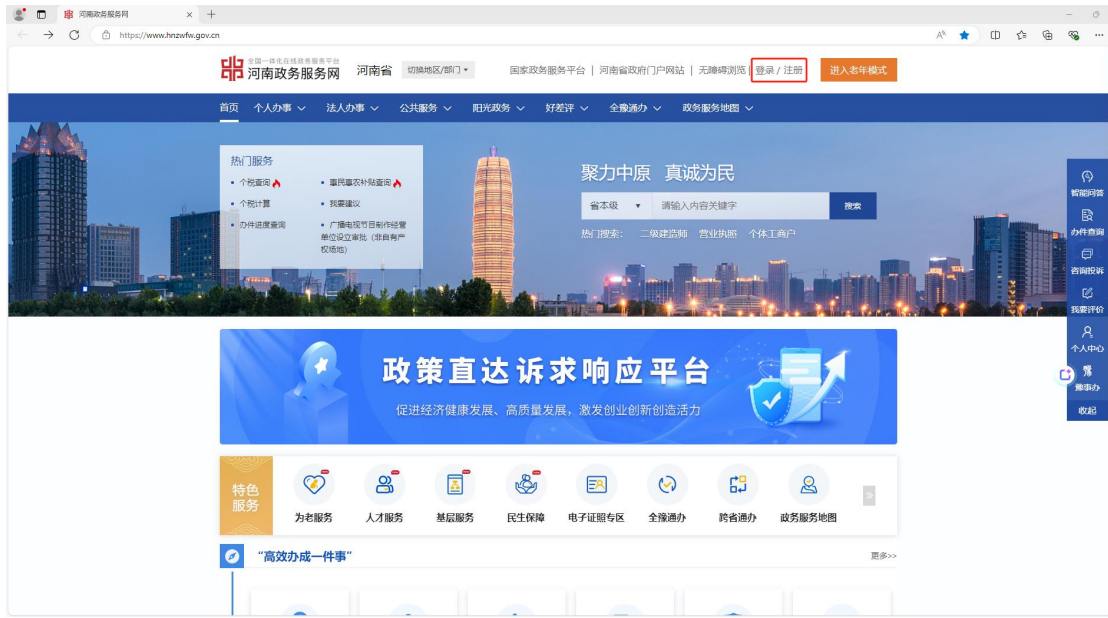 河南政务服务网
https://www.hnzwfw.gov.cn
全国一体化在线政务服务平台
河南政务服务网 河南省 切换地区/部门 国家政务服务平台 | 河南省政府门户网站 | 无障碍浏览 | 登录 / 注册 进入老年模式
首页 个人办事 法人办事 公共服务 阳光政务 好差评 全豫通办 政务服务地图
热门服务
个税查询 惠民惠农补贴查询
个税计算 我要建议
办件进度查询 广播电视节目制作经营
单位设立审批（非自有产
权场地）
聚力中原 真诚为民
省本级 请输入内容关键字 搜索
热门搜索： 二级建造师 营业执照 个体工商户
智能问答
办件查询
咨询投诉
我要评价
个人中心
豫事办
收起
政策直达诉求响应平台
促进经济健康发展、高质量发展，激发创业创新创造活力
特色
服务
为老服务 人才服务 基层服务 民生保障 电子证照专区 全豫通办 跨省通办 政务服务地图
“高效办成一件事” 更多>>